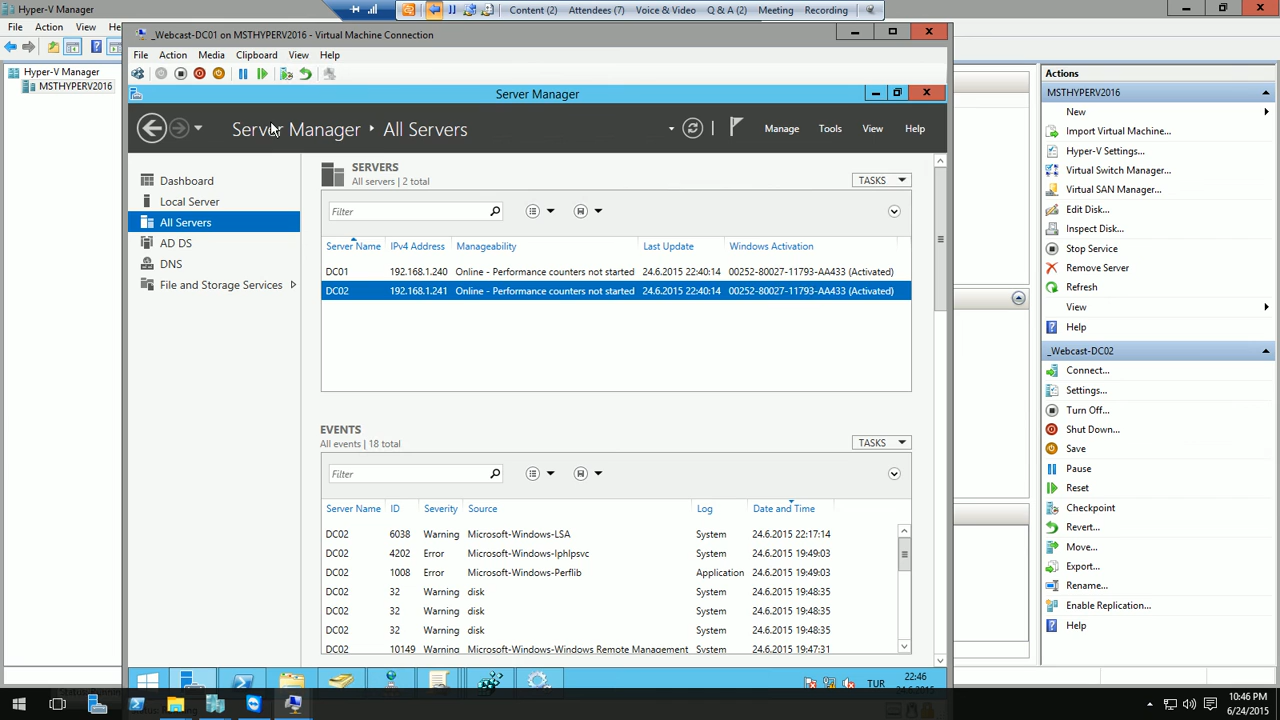 Hyper-V Manager
File Action View He
Content (2) Attendees (7) Voice & Video Q & A (2) Meeting Recording
_Webcast-DC01 on MSTHYPERV2016 - Virtual Machine Connection
File Action Media Clipboard View Help
Server Manager
Server Manager ‣ All Servers
Manage Tools View Help
Hyper-V Manager
MSTHYPERV2016
Dashboard
Local Server
All Servers
AD DS
DNS
File and Storage Services
SERVERS
All servers | 2 total
TASKS
Filter
Server Name IPv4 Address Manageability Last Update Windows Activation
DC01 192.168.1.240 Online - Performance counters not started 24.6.2015 22:40:14 00252-80027-11793-AA433 (Activated)
DC02 192.168.1.241 Online - Performance counters not started 24.6.2015 22:40:14 00252-80027-11793-AA433 (Activated)
EVENTS
All events | 18 total
TASKS
Filter
Server Name ID Severity Source Log Date and Time
DC02 6038 Warning Microsoft-Windows-LSA System 24.6.2015 22:17:14
DC02 4202 Error Microsoft-Windows-Iphlpsvc System 24.6.2015 19:49:03
DC02 1008 Error Microsoft-Windows-Perflib Application 24.6.2015 19:49:03
DC02 32 Warning disk System 24.6.2015 19:48:35
DC02 32 Warning disk System 24.6.2015 19:48:35
DC02 32 Warning disk System 24.6.2015 19:48:35
DC02 10149 Warning Microsoft-Windows-Windows Remote Management System 24.6.2015 19:47:31
TUR
22:46
Actions
MSTHYPERV2016
New
Import Virtual Machine...
Hyper-V Settings...
Virtual Switch Manager...
Virtual SAN Manager...
Edit Disk...
Inspect Disk...
Stop Service
Remove Server
Refresh
View
Help
_Webcast-DC02
Connect...
Settings...
Turn Off...
Shut Down...
Save
Pause
Reset
Checkpoint
Revert...
Move...
Export...
Rename...
Enable Replication...
Help
10:46 PM
6/24/2015